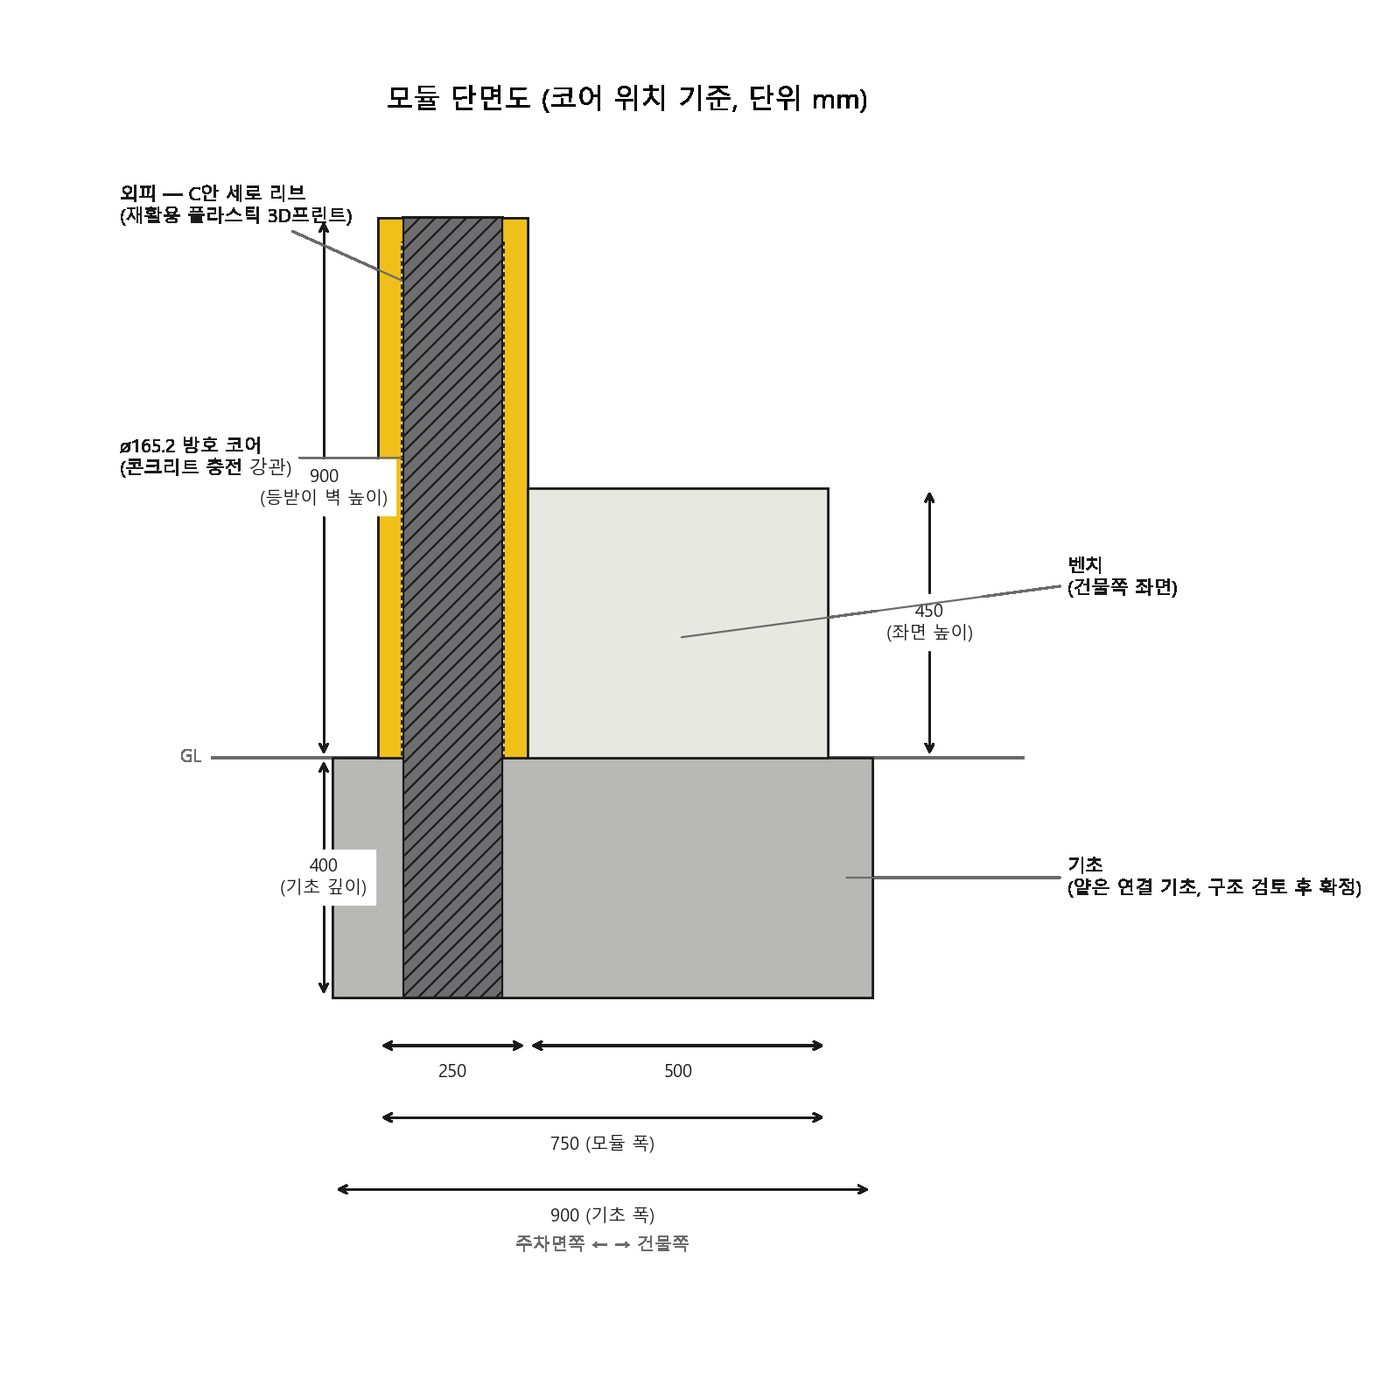 모듈 단면도 (코어 위치 기준, 단위 mm)
외피 — C안 세로 리브
(재활용 플라스틱 3D프린트)
ø165.2 방호 코어
(콘크리트 충전 강관)
900
(등받이 벽 높이)
벤치
(건물쪽 좌면)
450
(좌면 높이)
GL
400
(기초 깊이)
기초
(얕은 연결 기초, 구조 검토 후 확정)
250
500
750 (모듈 폭)
900 (기초 폭)
주차면쪽 ← → 건물쪽